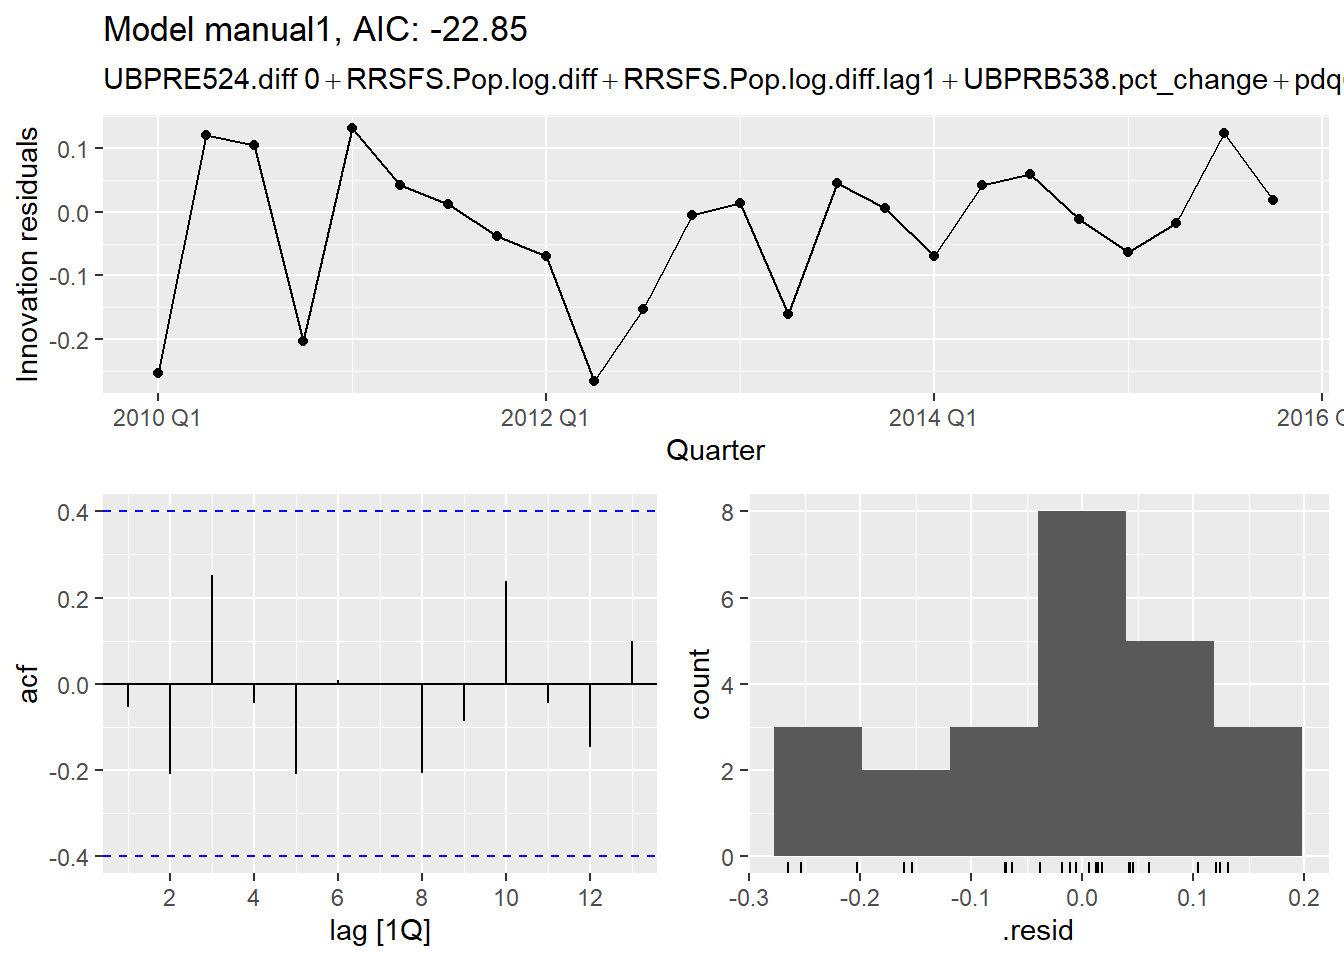 Model manual1, AIC: -22.85
UBPRE524.diff 0+RRSFS.Pop.log.diff+RRSFS.Pop.log.diff.lag1+UBPRB538.pct_change+pdq
Innovation residuals
0.1
0.0
-0.1
-0.2
2010 Q1
2012 Q1
2014 Q1
2016 Q
Quarter
acf
0.4
0.2
0.0
-0.2
-0.4
2
4
6
8
10
12
lag [1Q]
count
8
6
4
2
0
-0.3
-0.2
-0.1
0.0
0.1
0.2
.resid